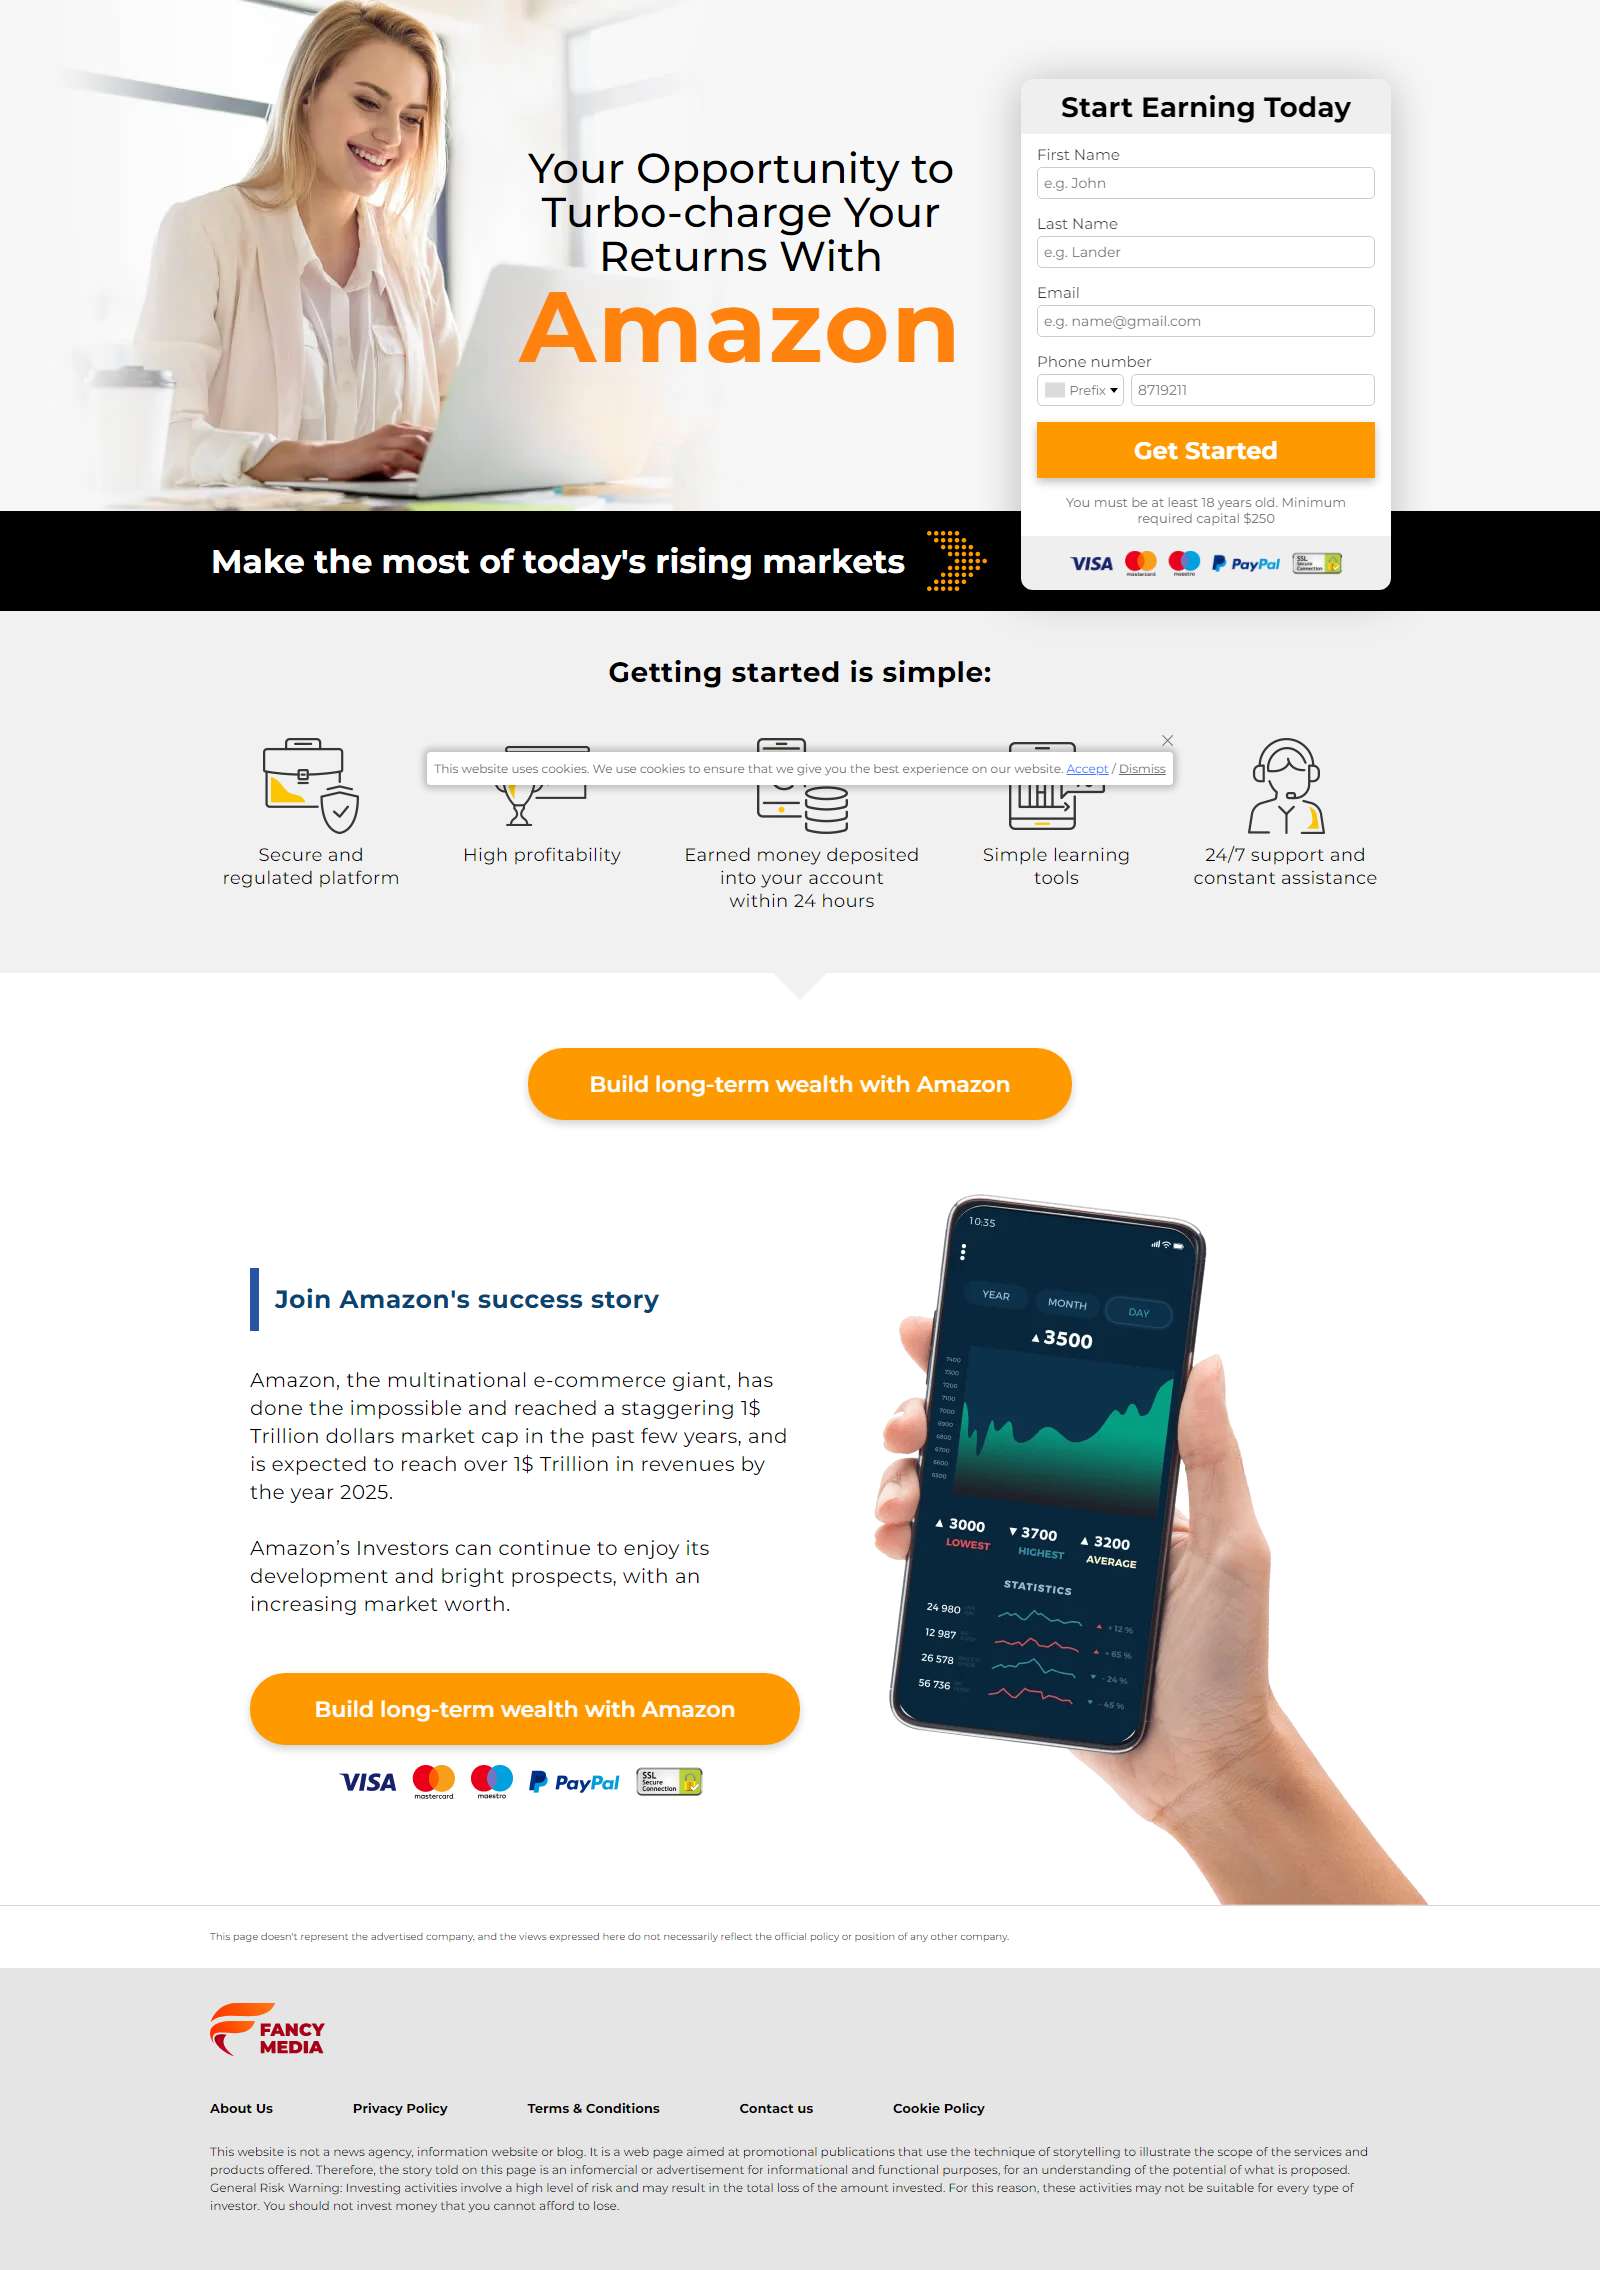 Your Opportunity to
Turbo-charge Your
Returns With
Amazon
Start Earning Today
First Name
e.g. John
Last Name
e.g. Lander
Email
e.g. name@gmail.com
Phone number
Prefix
8719211
Get Started
You must be at least 18 years old. Minimum
required capital $250
VISA
mastercard
maestro
PayPal
SSL
Secure
Connection
Make the most of today's rising markets
Getting started is simple:
This website uses cookies. We use cookies to ensure that we give you the best experience on our website. Accept / Dismiss
Secure and
regulated platform
High profitability
Earned money deposited
into your account
within 24 hours
Simple learning
tools
24/7 support and
constant assistance
Build long-term wealth with Amazon
Join Amazon's success story
Amazon, the multinational e-commerce giant, has
done the impossible and reached a staggering 1$
Trillion dollars market cap in the past few years, and
is expected to reach over 1$ Trillion in revenues by
the year 2025.
Amazon’s Investors can continue to enjoy its
development and bright prospects, with an
increasing market worth.
Build long-term wealth with Amazon
VISA
mastercard
maestro
PayPal
SSL
Secure
Connection
10:35
YEAR
MONTH
DAY
▲ 3500
7400
7300
7200
7100
7000
6900
6800
6700
6600
6500
▲ 3000
LOWEST
▼ 3700
HIGHEST
▲ 3200
AVERAGE
STATISTICS
24 980
▲ + 12 %
12 987
▲ + 65 %
26 578
▼ - 24 %
56 736
▼ - 45 %
This page doesn't represent the advertised company, and the views expressed here do not necessarily reflect the official policy or position of any other company.
FANCY
MEDIA
About Us
Privacy Policy
Terms & Conditions
Contact us
Cookie Policy
This website is not a news agency, information website or blog. It is a web page aimed at promotional publications that use the technique of storytelling to illustrate the scope of the services and
products offered. Therefore, the story told on this page is an infomercial or advertisement for informational and functional purposes, for an understanding of the potential of what is proposed.
General Risk Warning: Investing activities involve a high level of risk and may result in the total loss of the amount invested. For this reason, these activities may not be suitable for every type of
investor. You should not invest money that you cannot afford to lose.